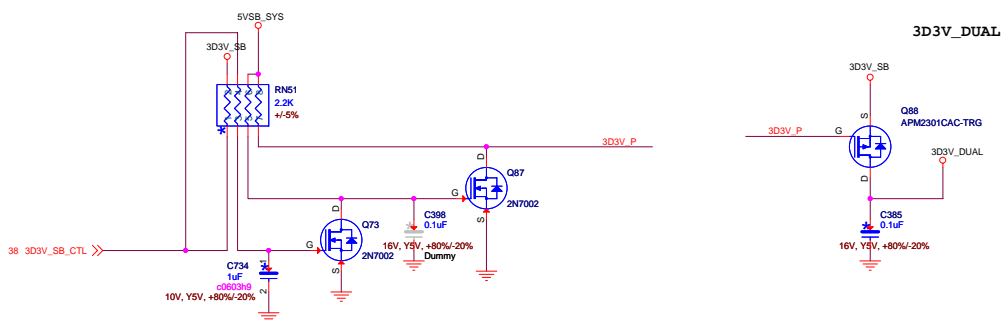 5VSB_SYS
3D3V_DUAL
3D3V_SB
RN51
2.2K
+/-5%
*
3D3V_SB
Q88
APM2301CAC-TRG
S
G
D
3D3V_P
3D3V_P
3D3V_DUAL
D
Q87
G
2N7002
S
C385
0.1uF
16V, Y5V, +80%/-20%
C398
0.1uF
16V, Y5V, +80%/-20%
Dummy
D
Q73
G
2N7002
S
38 3D3V_SB_CTL
C734
1uF
c0603h9
10V, Y5V, +80%/-20%
1
2